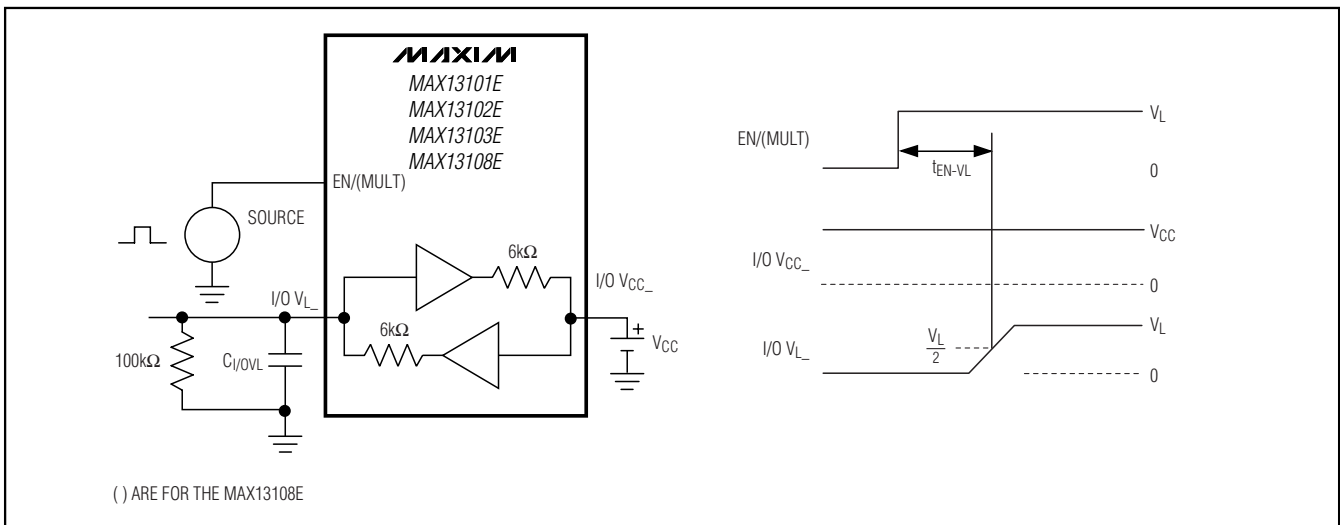 MAXIM
MAX13101E
MAX13102E
MAX13103E
MAX13108E
EN/(MULT)
SOURCE
6kΩ
I/O VCC_
I/O VL_
6kΩ
+
VCC
100kΩ
CI/OVL
( ) ARE FOR THE MAX13108E
VL
EN/(MULT)
tEN-VL
0
VCC
I/O VCC_
0
VL
VL
2
I/O VL_
0